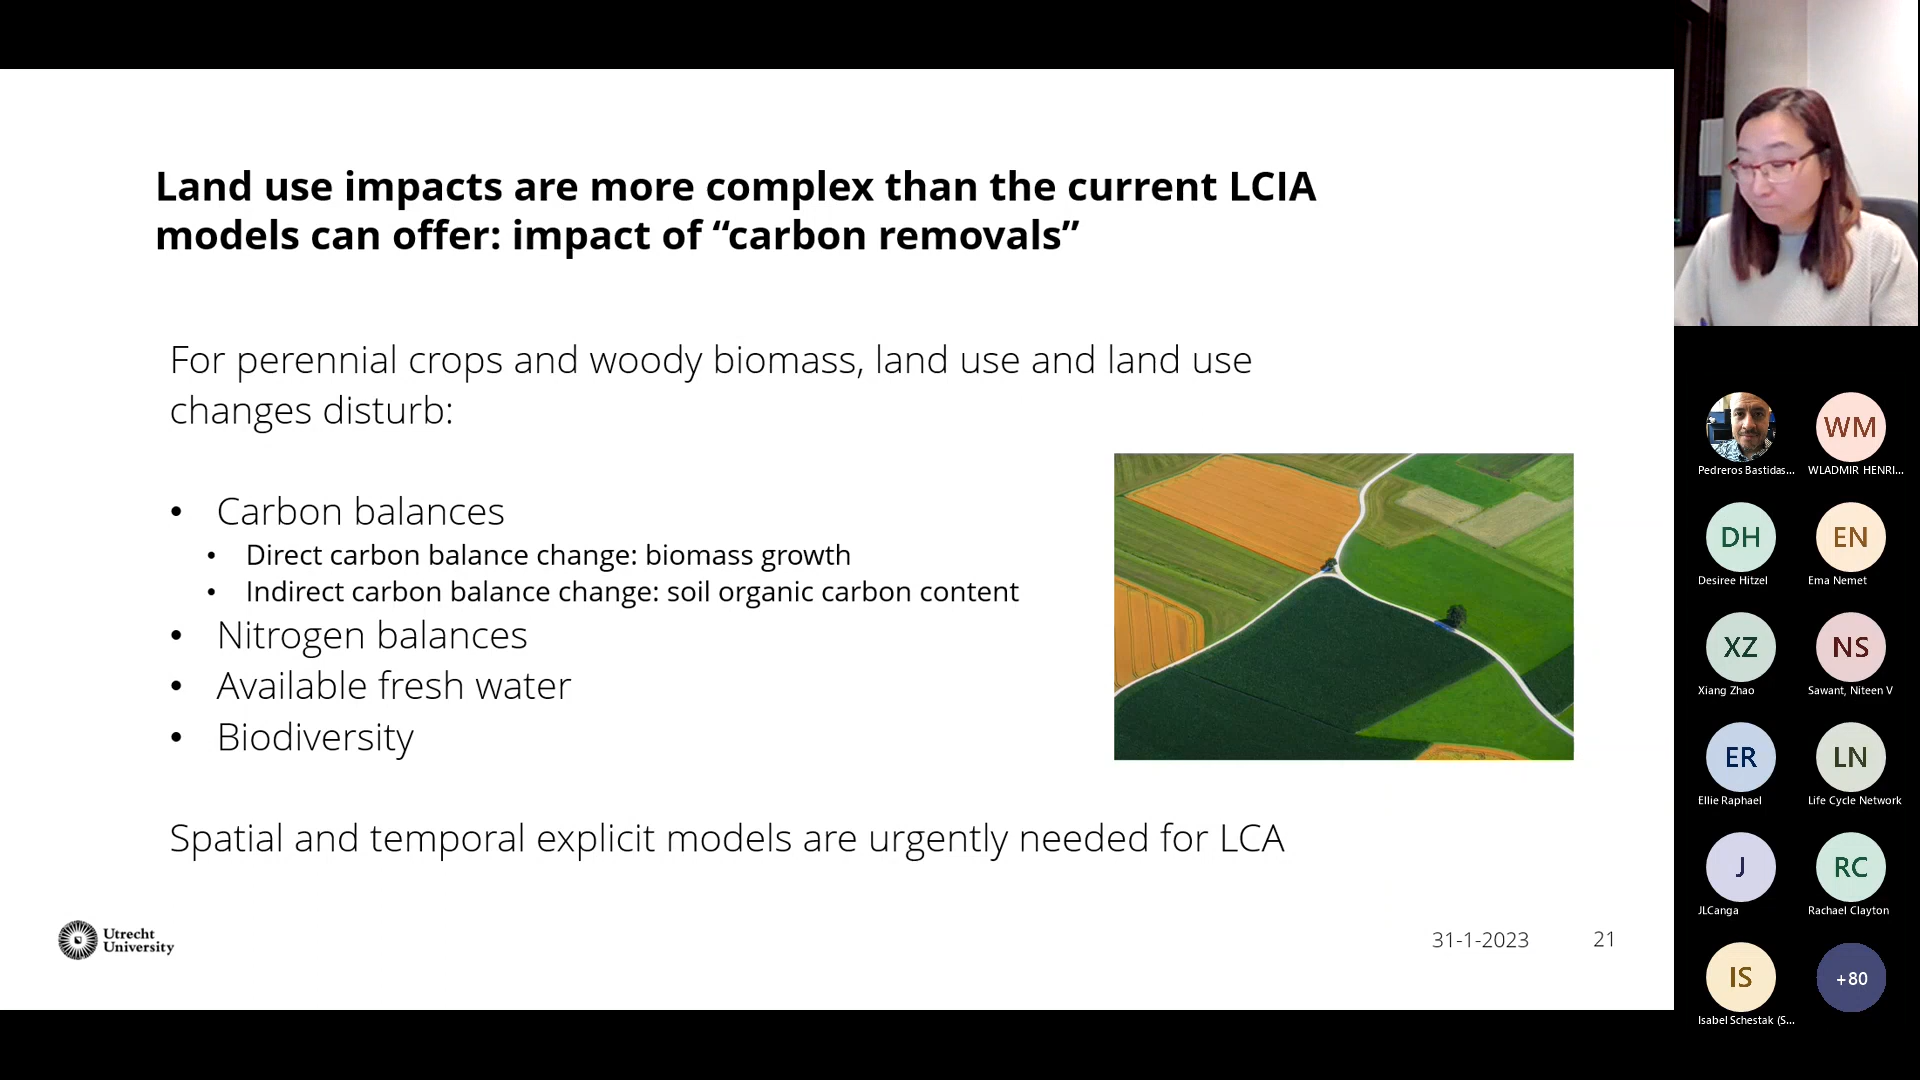 Land use impacts are more complex than the current LCIA
models can offer: impact of “carbon removals”
For perennial crops and woody biomass, land use and land use
changes disturb:
• Carbon balances
• Direct carbon balance change: biomass growth
• Indirect carbon balance change: soil organic carbon content
• Nitrogen balances
• Available fresh water
• Biodiversity
Spatial and temporal explicit models are urgently needed for LCA
Utrecht
University
31-1-2023
21
Pedreros Bastidas...
WM
WLADMIR HENRI...
DH
Desiree Hitzel
EN
Ema Nemet
XZ
Xiang Zhao
NS
Sawant, Niteen V
ER
Ellie Raphael
LN
Life Cycle Network
J
JLCanga
RC
Rachael Clayton
IS
Isabel Schestak (S...
+80